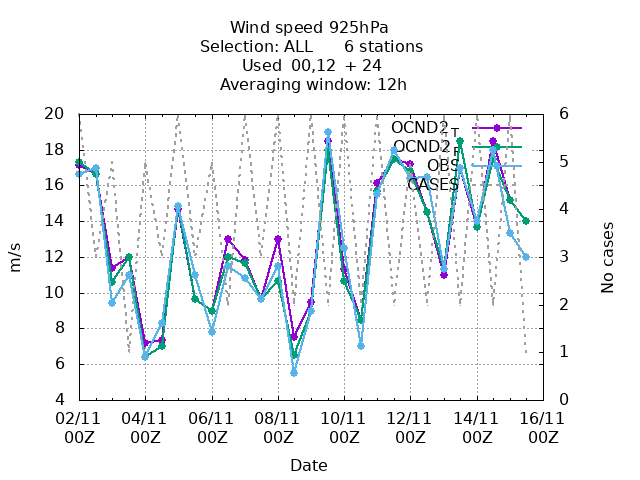 Wind speed 925hPa
Selection: ALL 6 stations
Used 00,12 + 24
Averaging window: 12h
20 6
18 5
16
14 4
12 3
10
8 2
6 1
4 0
m/s
No cases
OCND2_T
OCND2_F
OBS
CASES
02/11 04/11 06/11 08/11 10/11 12/11 14/11 16/11
00Z 00Z 00Z 00Z 00Z 00Z 00Z 00Z
Date